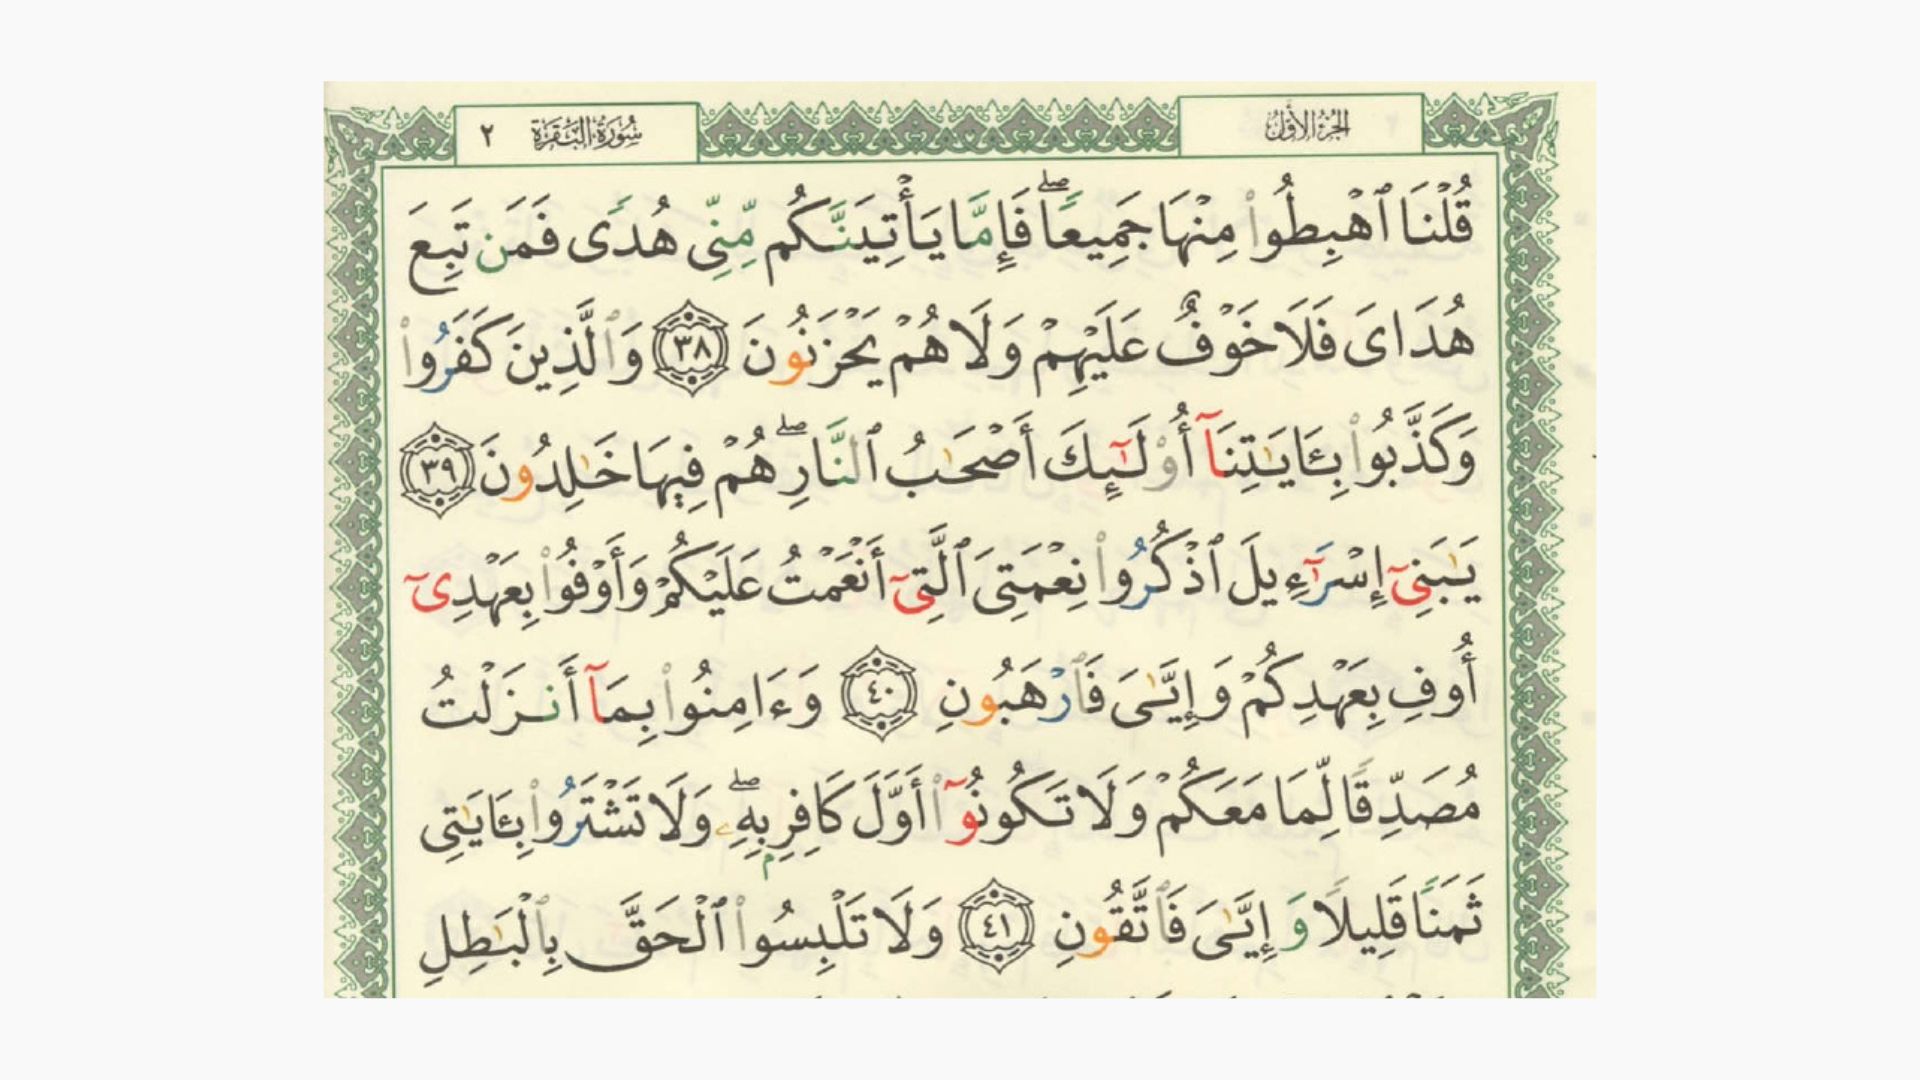 الجزء الأول
سورة البقرة ٢
قُلْنَا ٱهْبِطُوا۟ مِنْهَا جَمِيعًۭا ۖ فَإِمَّا يَأْتِيَنَّكُم مِّنِّى هُدًۭى فَمَن تَبِعَ
هُدَاىَ فَلَا خَوْفٌ عَلَيْهِمْ وَلَا هُمْ يَحْزَنُونَ ٣٨ وَٱلَّذِينَ كَفَرُوا۟
وَكَذَّبُوا۟ بِـَٔايَـٰتِنَآ أُو۟لَـٰٓئِكَ أَصْحَـٰبُ ٱلنَّارِ ۖ هُمْ فِيهَا خَـٰلِدُونَ ٣٩
يَـٰبَنِىٓ إِسْرَٰٓءِيلَ ٱذْكُرُوا۟ نِعْمَتِىَ ٱلَّتِىٓ أَنْعَمْتُ عَلَيْكُمْ وَأَوْفُوا۟ بِعَهْدِىٓ
أُوفِ بِعَهْدِكُمْ وَإِيَّـٰىَ فَٱرْهَبُونِ ٤٠ وَءَامِنُوا۟ بِمَآ أَنزَلْتُ
مُصَدِّقًۭا لِّمَا مَعَكُمْ وَلَا تَكُونُوٓا۟ أَوَّلَ كَافِرٍۭ بِهِۦ ۖ وَلَا تَشْتَرُوا۟ بِـَٔايَـٰتِى
ثَمَنًۭا قَلِيلًۭا وَإِيَّـٰىَ فَٱتَّقُونِ ٤١ وَلَا تَلْبِسُوا۟ ٱلْحَقَّ بِٱلْبَـٰطِلِ